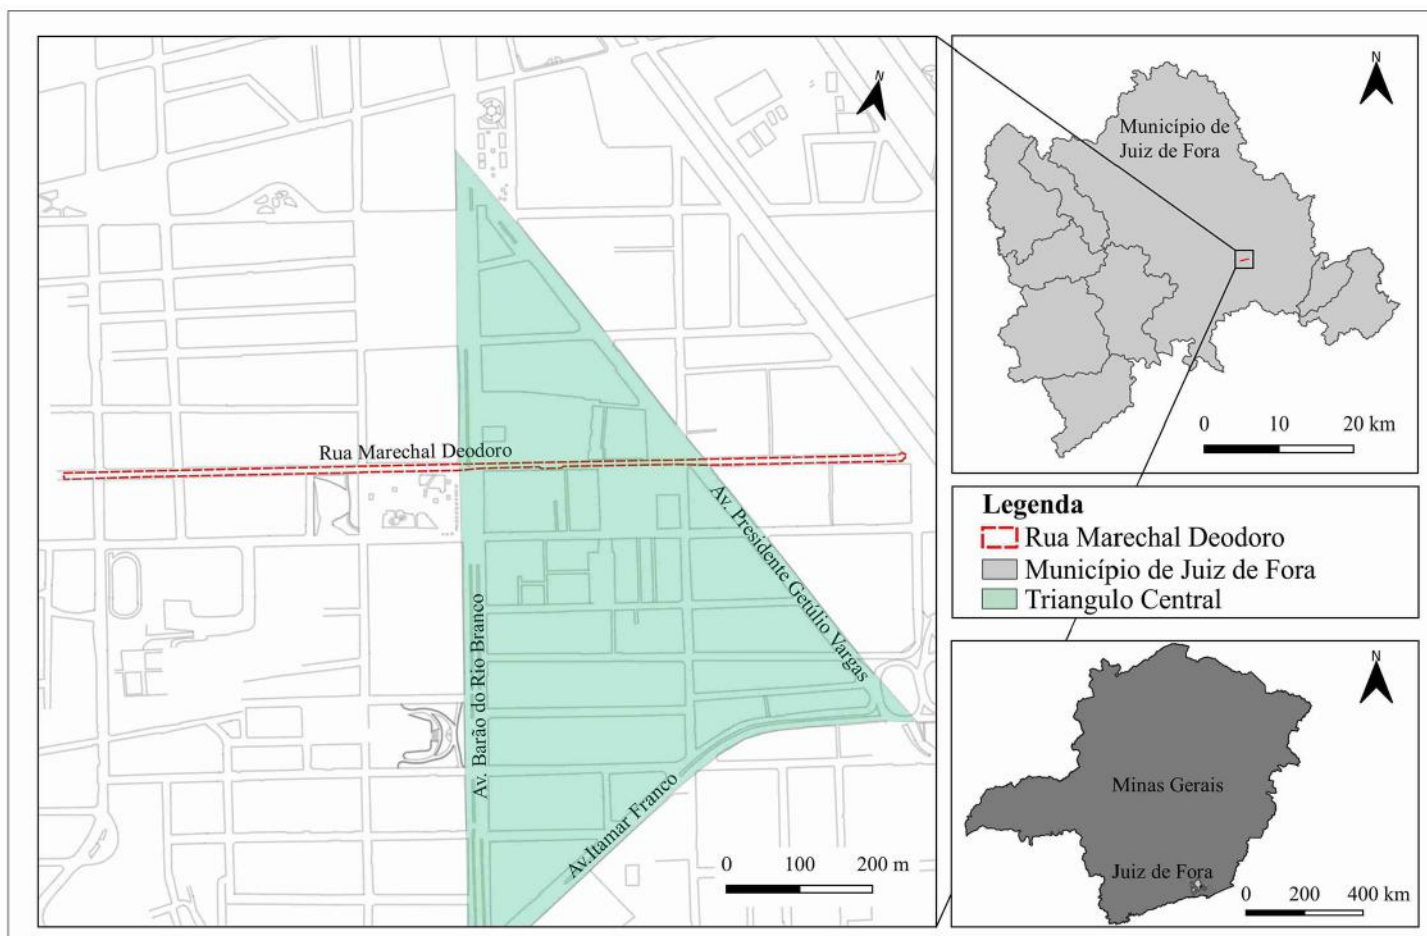 N
Rua Marechal Deodoro
Av. Presidente Getúlio Vargas
Av. Barão do Rio Branco
Av.Itamar Franco
0 100 200 m
N
Município de
Juiz de Fora
0 10 20 km
Legenda
Rua Marechal Deodoro
Município de Juiz de Fora
Triangulo Central
N
Minas Gerais
Juiz de Fora
0 200 400 km